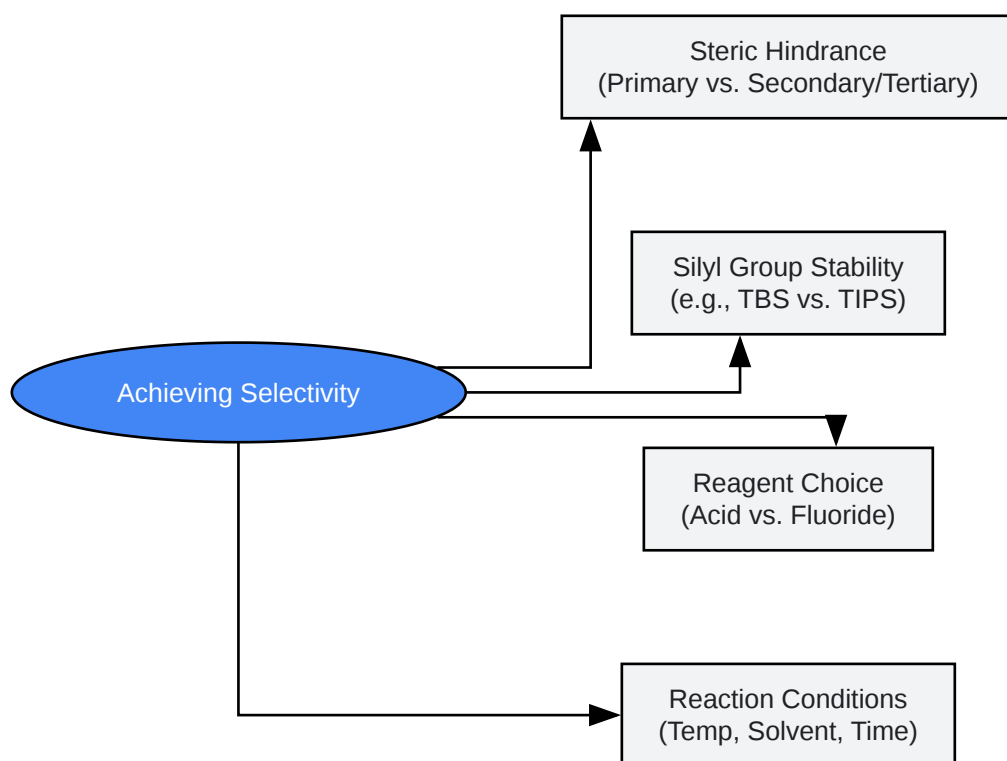 Steric Hindrance
(Primary vs. Secondary/Tertiary)
Silyl Group Stability
(e.g., TBS vs. TIPS)
Achieving Selectivity
Reagent Choice
(Acid vs. Fluoride)
Reaction Conditions
(Temp, Solvent, Time)